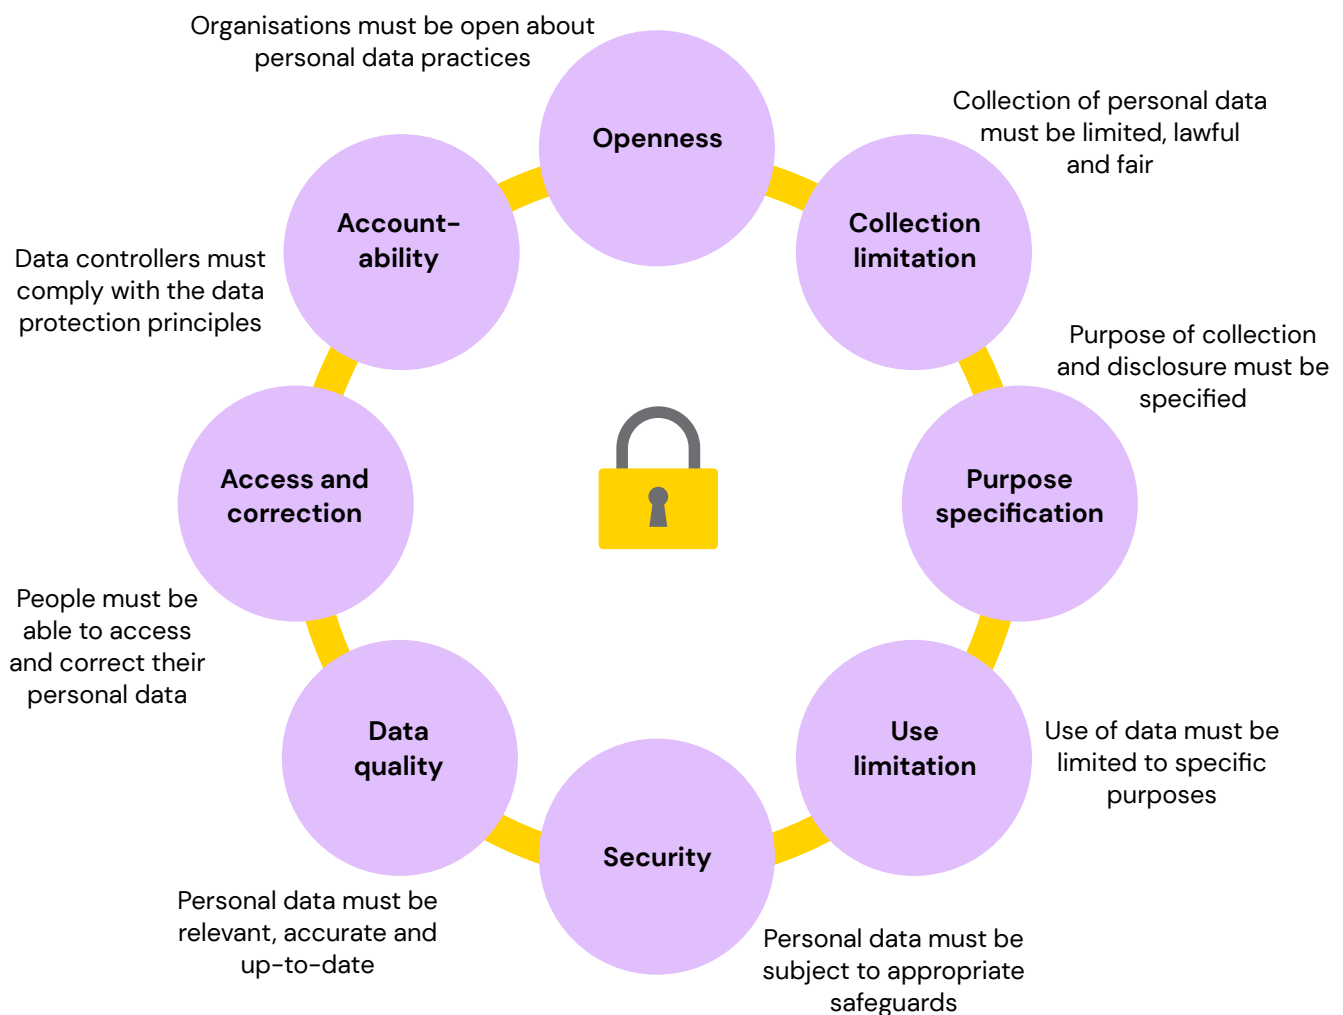 Organisations must be open about
personal data practices
Openness
Collection of personal data
must be limited, lawful
and fair
Collection
limitation
Purpose of collection
and disclosure must be
specified
Purpose
specification
Use of data must be
limited to specific
purposes
Use
limitation
Personal data must be
subject to appropriate
safeguards
Security
Personal data must be
relevant, accurate and
up-to-date
Data
quality
People must be
able to access
and correct their
personal data
Access and
correction
Data controllers must
comply with the data
protection principles
Account-
ability